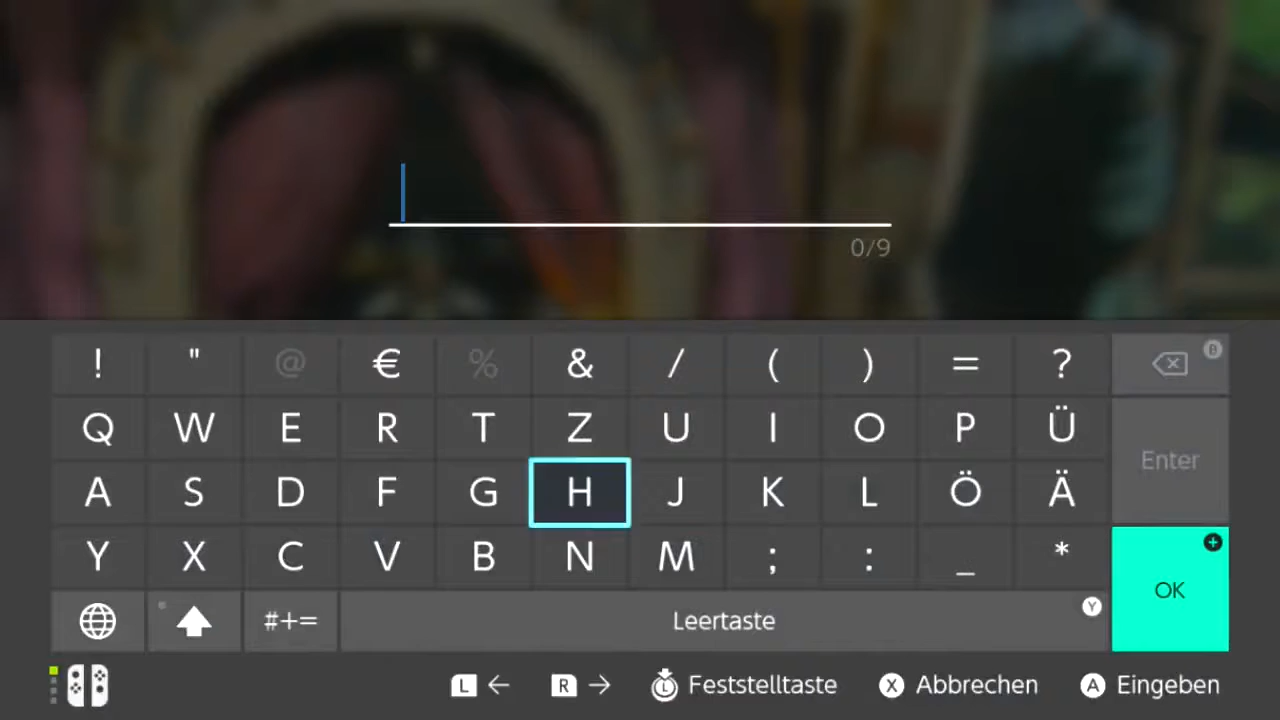 0/9
! " @ € % & / ( ) = ? B
Q W E R T Z U I O P Ü Enter
A S D F G H J K L Ö Ä
Y X C V B N M ; : _ * + OK
#+= Leertaste Y
L ← R → L Feststelltaste X Abbrechen A Eingeben